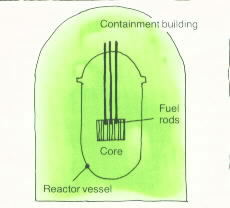 Containment building
Fuel
rods
Core
Reactor vessel